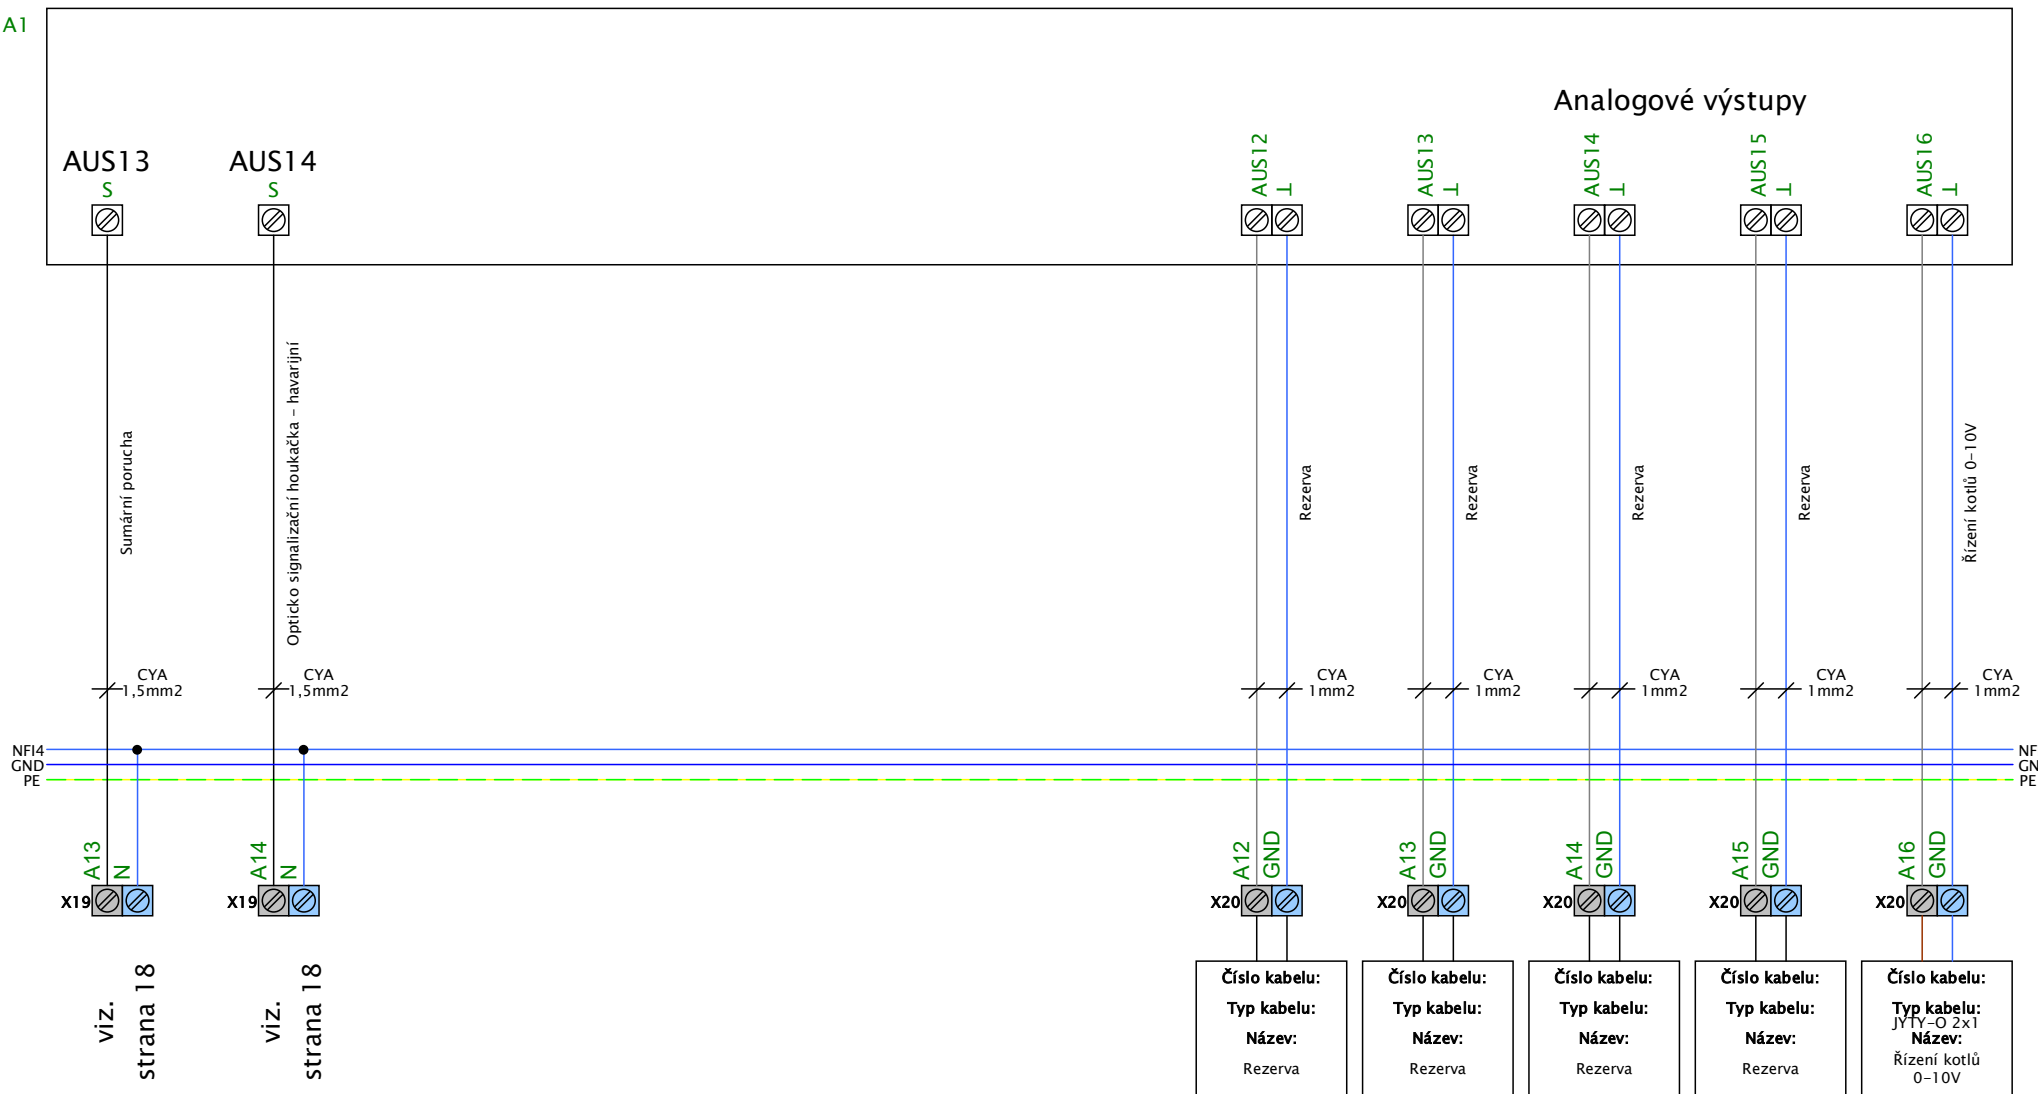 A1
Analogové výstupy
AUS13
S
AUS14
S
AUS12
⊥
AUS13
⊥
AUS14
⊥
AUS15
⊥
AUS16
⊥
Sumární porucha
Opticko signalizační houkačka - havarijní
Rezerva
Rezerva
Rezerva
Rezerva
Řízení kotlů 0-10V
CYA
1,5mm2
CYA
1,5mm2
CYA
1mm2
CYA
1mm2
CYA
1mm2
CYA
1mm2
CYA
1mm2
NFI4
GND
PE
NF
GN
PE
A13
N
A14
N
A12
GND
A13
GND
A14
GND
A15
GND
A16
GND
X19
X19
X20
X20
X20
X20
X20
viz.
strana 18
viz.
strana 18
Číslo kabelu:
Typ kabelu:
Název:
Rezerva
Číslo kabelu:
Typ kabelu:
Název:
Rezerva
Číslo kabelu:
Typ kabelu:
Název:
Rezerva
Číslo kabelu:
Typ kabelu:
Název:
Rezerva
Číslo kabelu:
Typ kabelu:
JYTY-O 2x1
Název:
Řízení kotlů
0-10V